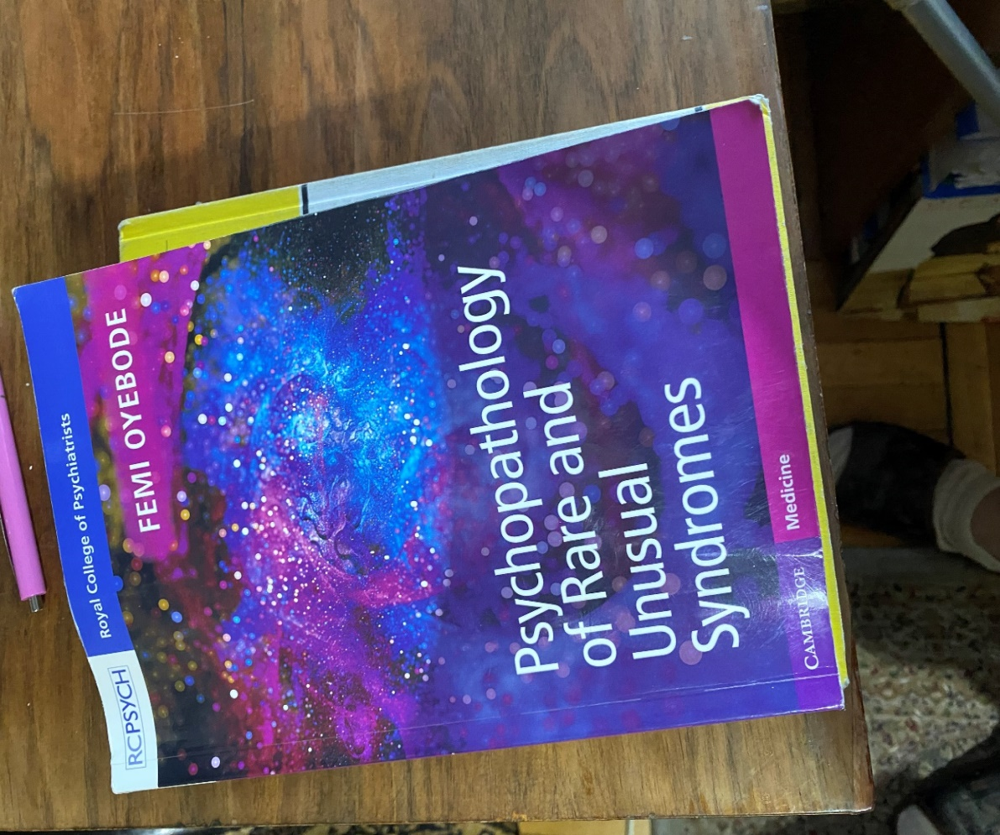 RCPSYCH
Royal College of Psychiatrists
FEMI OYEBODE
Psychopathology
of Rare and
Unusual
Syndromes
CAMBRIDGE
Medicine